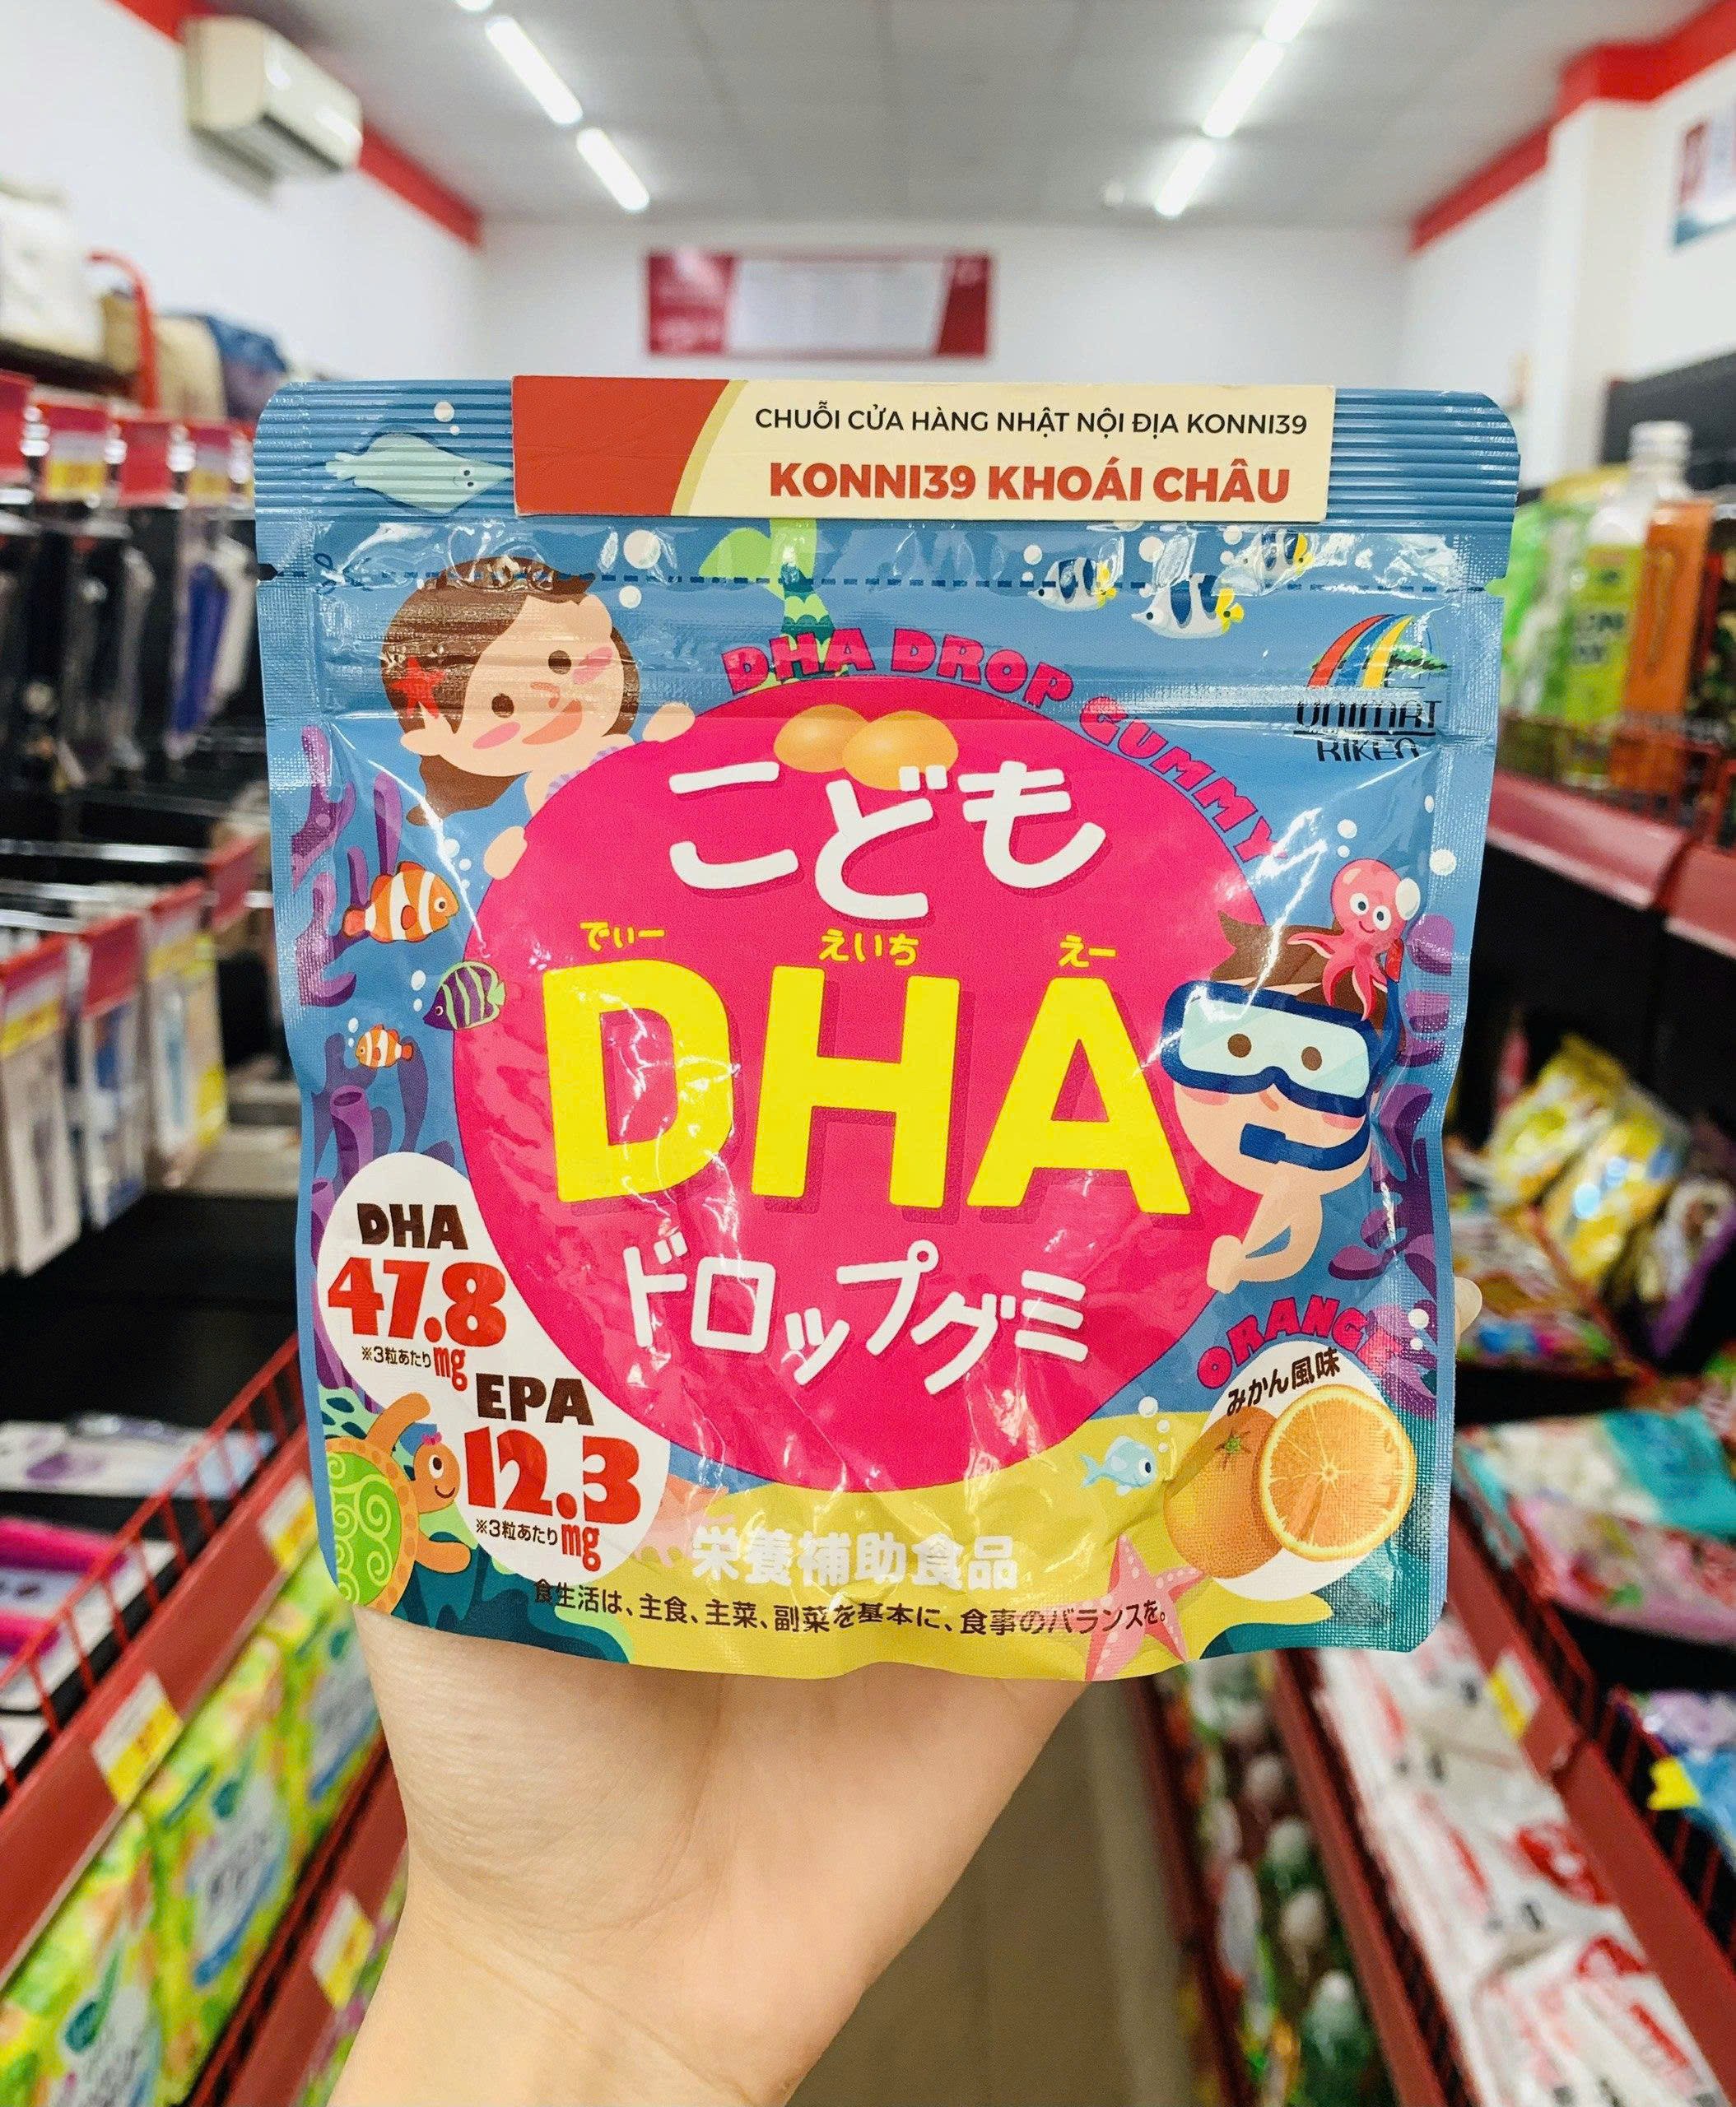 CHUỖI CỬA HÀNG NHẬT NỘI ĐỊA KONNI39
KONNI39 KHOÁI CHÂU
DHA DROP GUMMY
UNIMAT
RIKEN
こども
でぃー えいち えー
DHA
ドロップグミ
DHA
47.8
※3粒あたりmg
EPA
12.3
※3粒あたりmg
ORANGE
みかん風味
栄養補助食品
食生活は、主食、主菜、副菜を基本に、食事のバランスを。